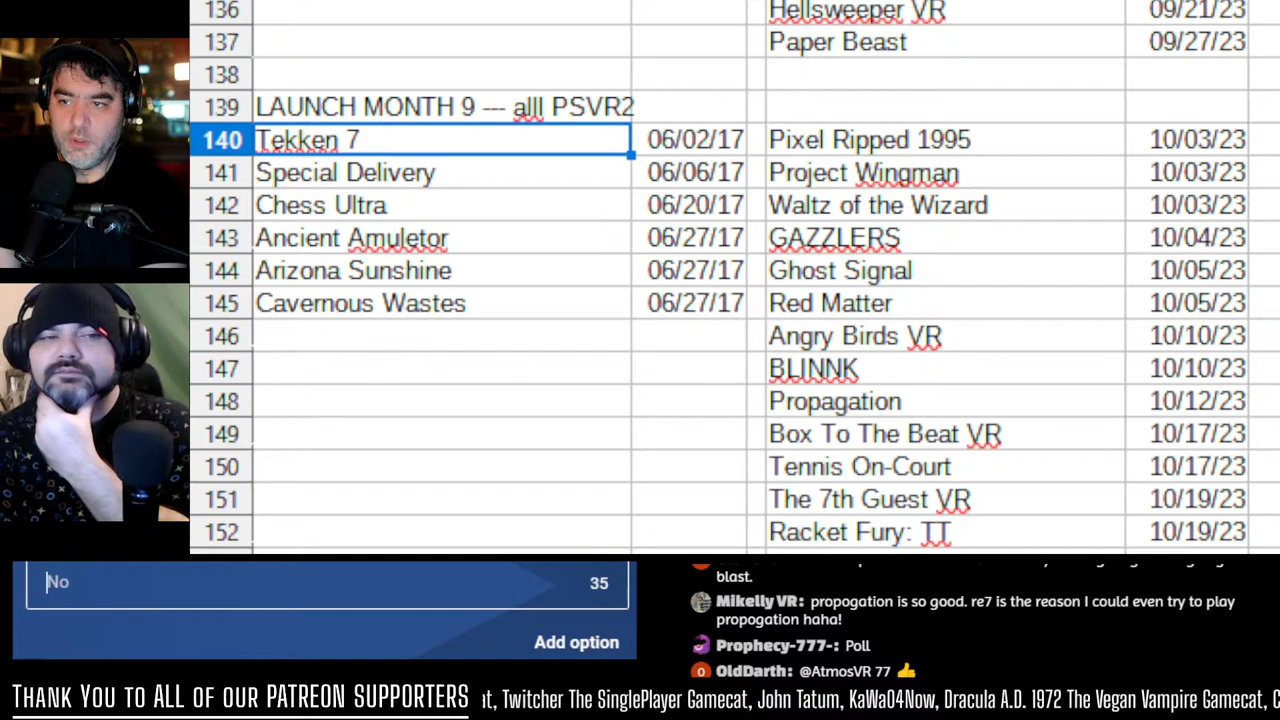 136 Hellsweeper VR 09/21/23
137 Paper Beast 09/27/23
138
139 LAUNCH MONTH 9 --- alll PSVR2
140 Tekken 7 06/02/17 Pixel Ripped 1995 10/03/23
141 Special Delivery 06/06/17 Project Wingman 10/03/23
142 Chess Ultra 06/20/17 Waltz of the Wizard 10/03/23
143 Ancient Amuletor 06/27/17 GAZZLERS 10/04/23
144 Arizona Sunshine 06/27/17 Ghost Signal 10/05/23
145 Cavernous Wastes 06/27/17 Red Matter 10/05/23
146 Angry Birds VR 10/10/23
147 BLINNK 10/10/23
148 Propagation 10/12/23
149 Box To The Beat VR 10/17/23
150 Tennis On-Court 10/17/23
151 The 7th Guest VR 10/19/23
152 Racket Fury: TT 10/19/23
No 35
Add option
blast.
Mikelly VR: propogation is so good. re7 is the reason I could even try to play
propogation haha!
Prophecy-777-: Poll
O OldDarth: @AtmosVR 77 👍
THANK YOU TO ALL OF OUR PATREON SUPPORTERS
t, Twitcher The SinglePlayer Gamecat, John Tatum, KaWa04Now, Dracula A.D. 1972 The Vegan Vampire Gamecat,